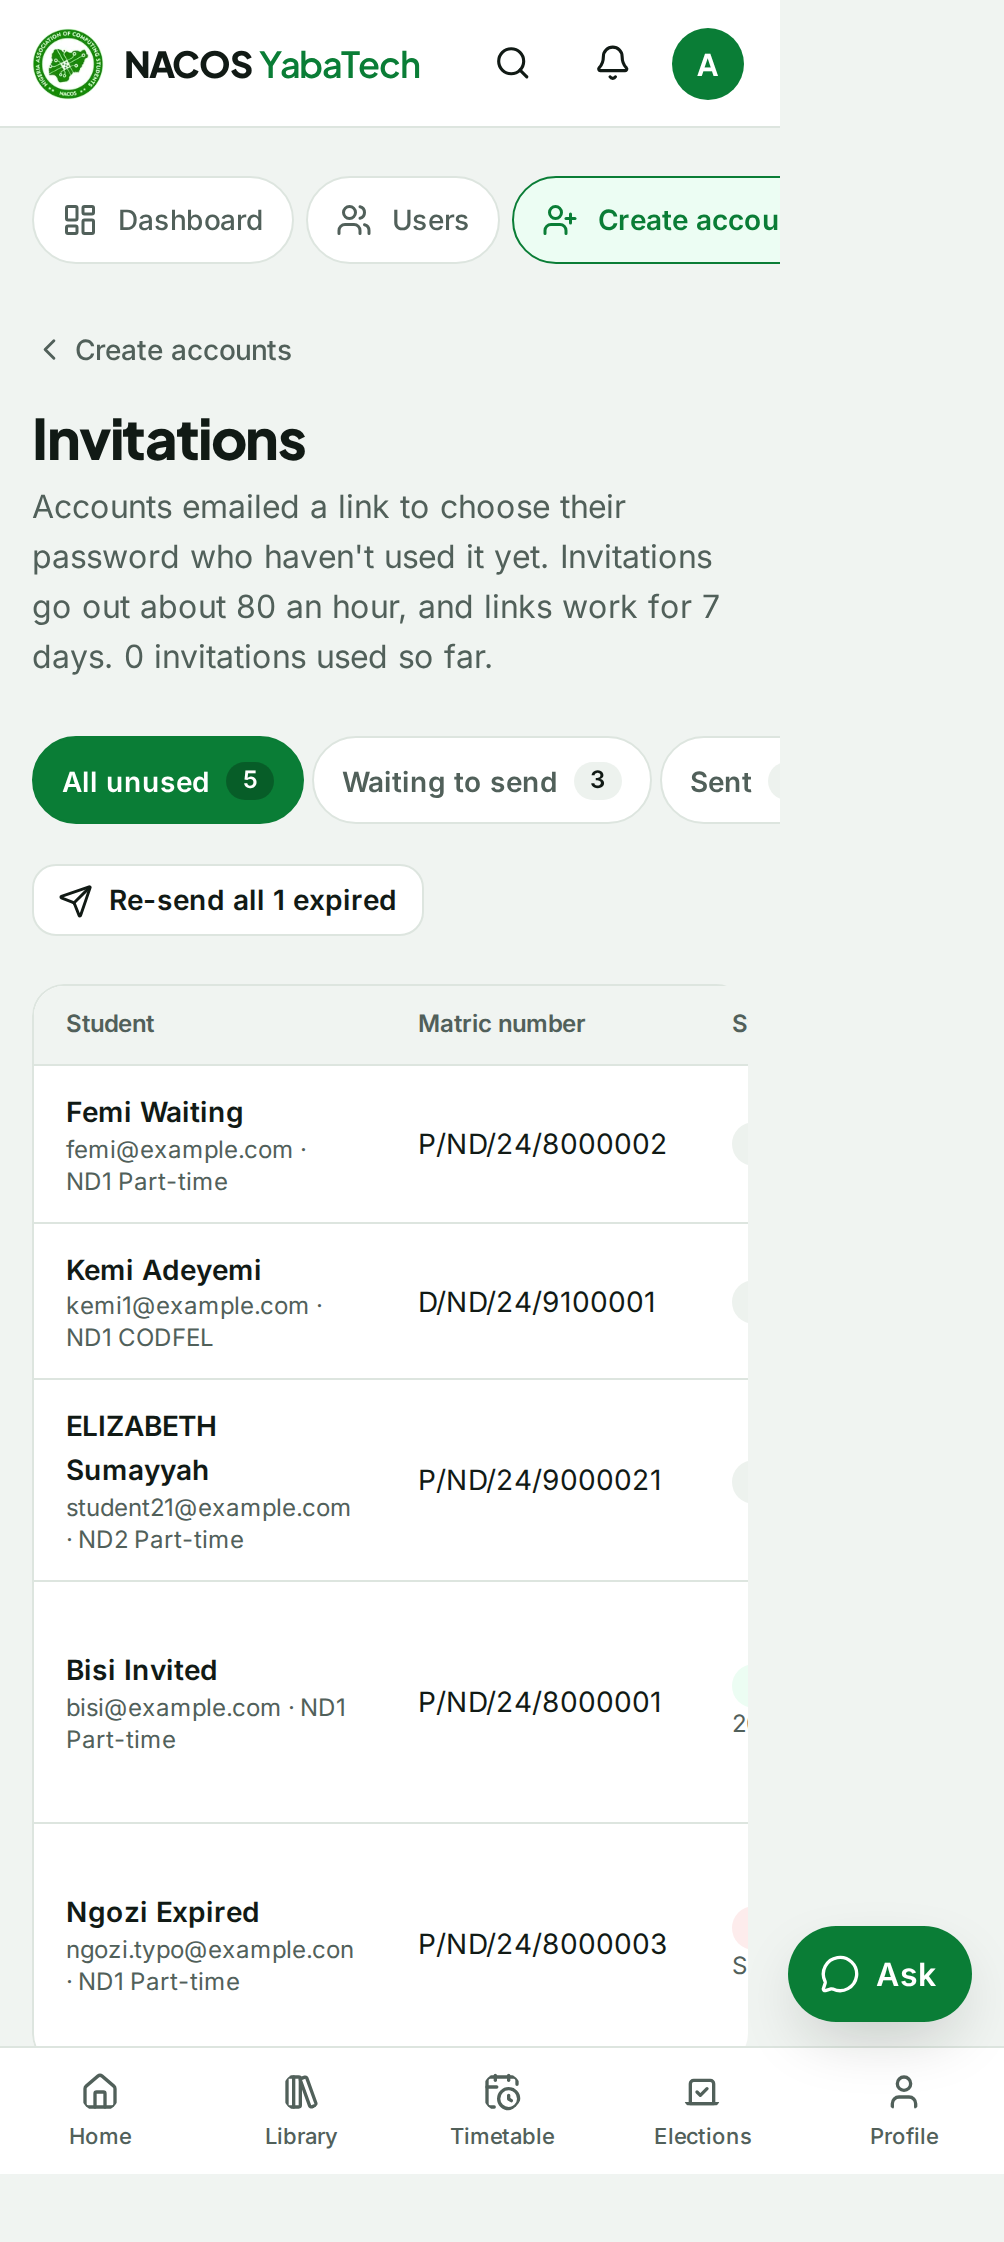 NACOS YabaTech
A
Dashboard
Users
Create accou
Create accounts
Invitations
Accounts emailed a link to choose their
password who haven't used it yet. Invitations
go out about 80 an hour, and links work for 7
days. 0 invitations used so far.
All unused 5
Waiting to send 3
Sent
Re-send all 1 expired
Student Matric number S
Femi Waiting
femi@example.com ·
ND1 Part-time
P/ND/24/8000002
Kemi Adeyemi
kemi1@example.com ·
ND1 CODFEL
D/ND/24/9100001
ELIZABETH
Sumayyah
student21@example.com
· ND2 Part-time
P/ND/24/9000021
Bisi Invited
bisi@example.com · ND1
Part-time
P/ND/24/8000001
2
Ngozi Expired
ngozi.typo@example.con
· ND1 Part-time
P/ND/24/8000003
S
Ask
Home
Library
Timetable
Elections
Profile